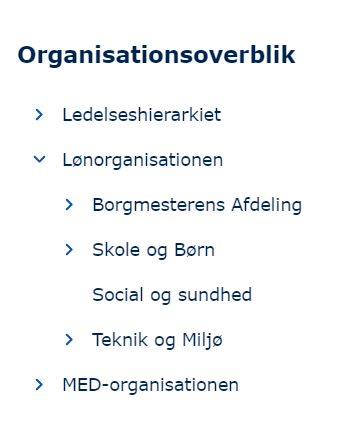 Organisationsoverblik
Ledelseshierarkiet
Lønorganisationen
Borgmesterens Afdeling
Skole og Børn
Social og sundhed
Teknik og Miljø
MED-organisationen